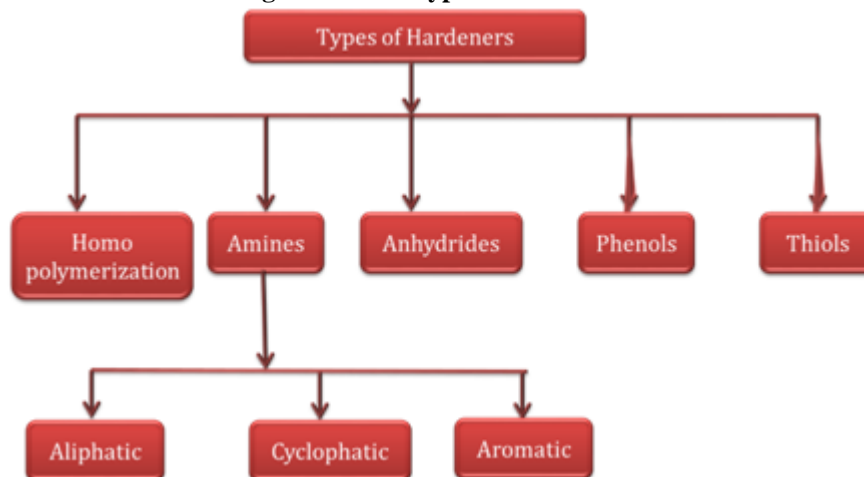 Types of Hardeners
Homo
polymerization
Amines
Anhydrides
Phenols
Thiols
Aliphatic
Cyclophatic
Aromatic